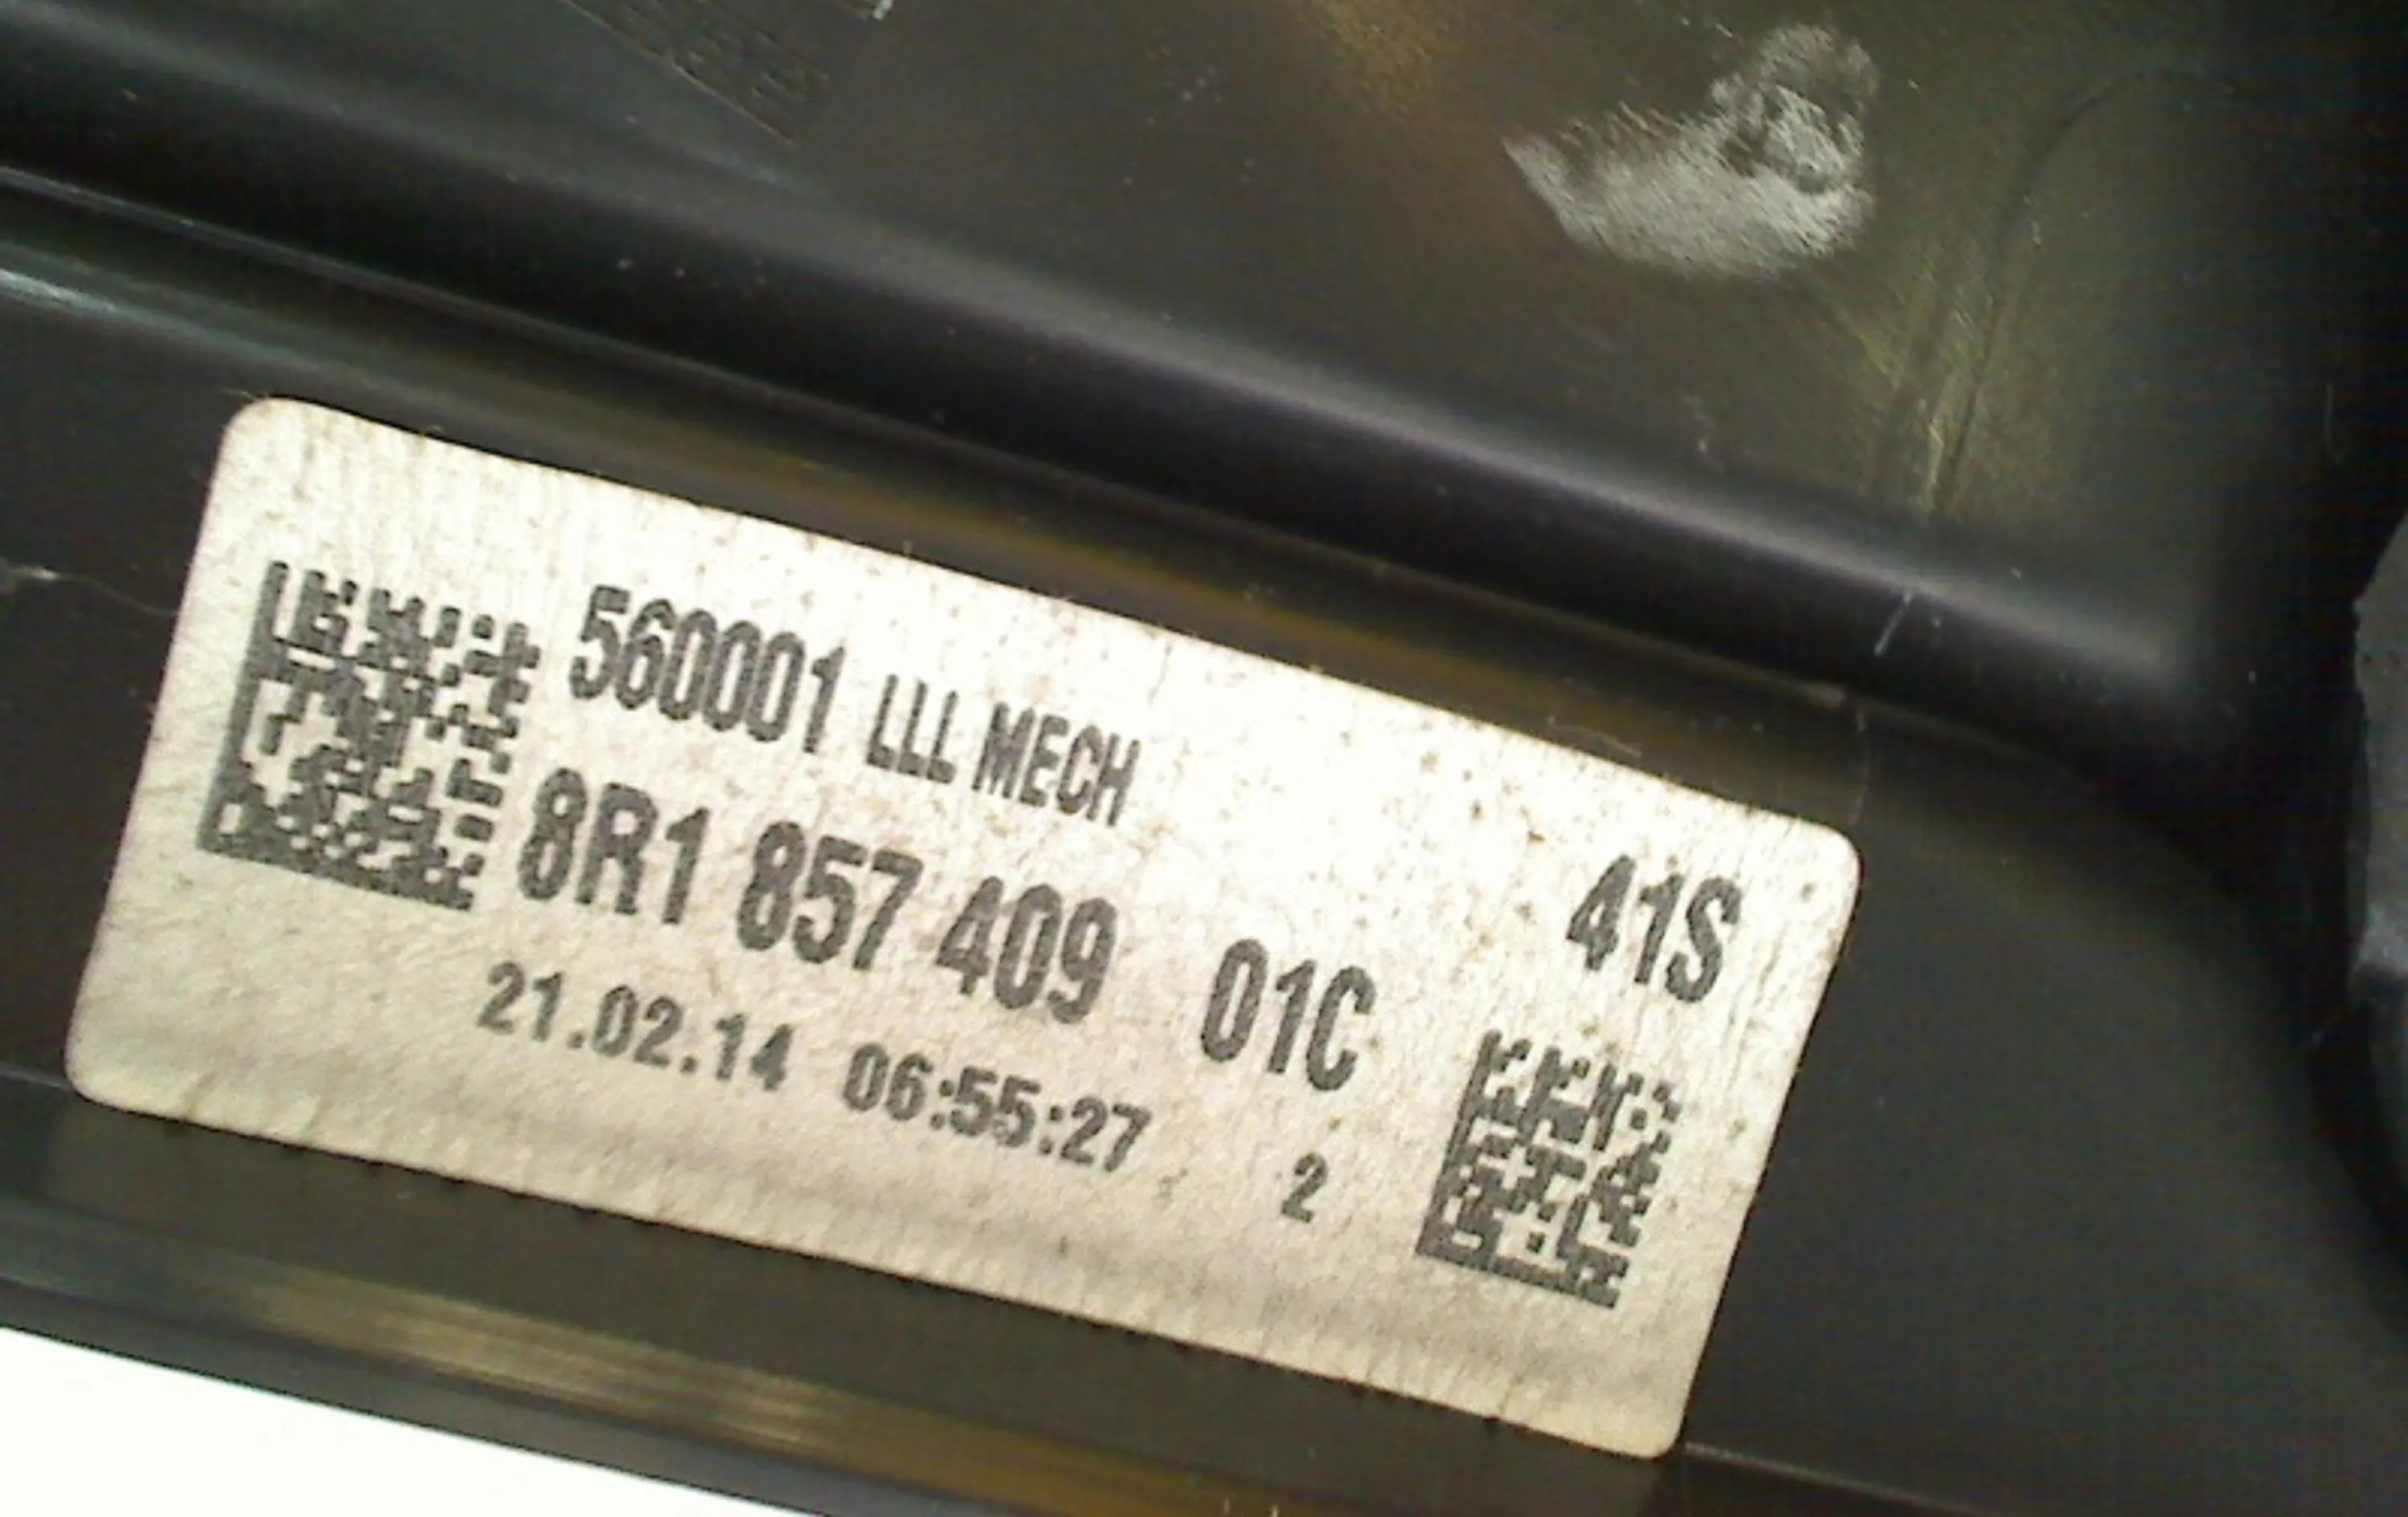 560001 LLL MECH
41S
8R1 857 409 01C
21.02.14 06:55:27
2